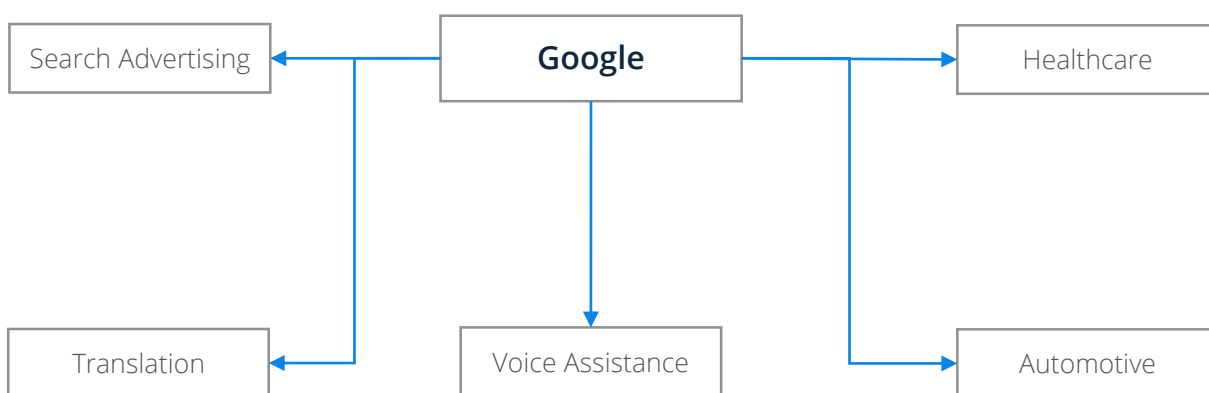 Search Advertising
Google
Healthcare
Translation
Voice Assistance
Automotive